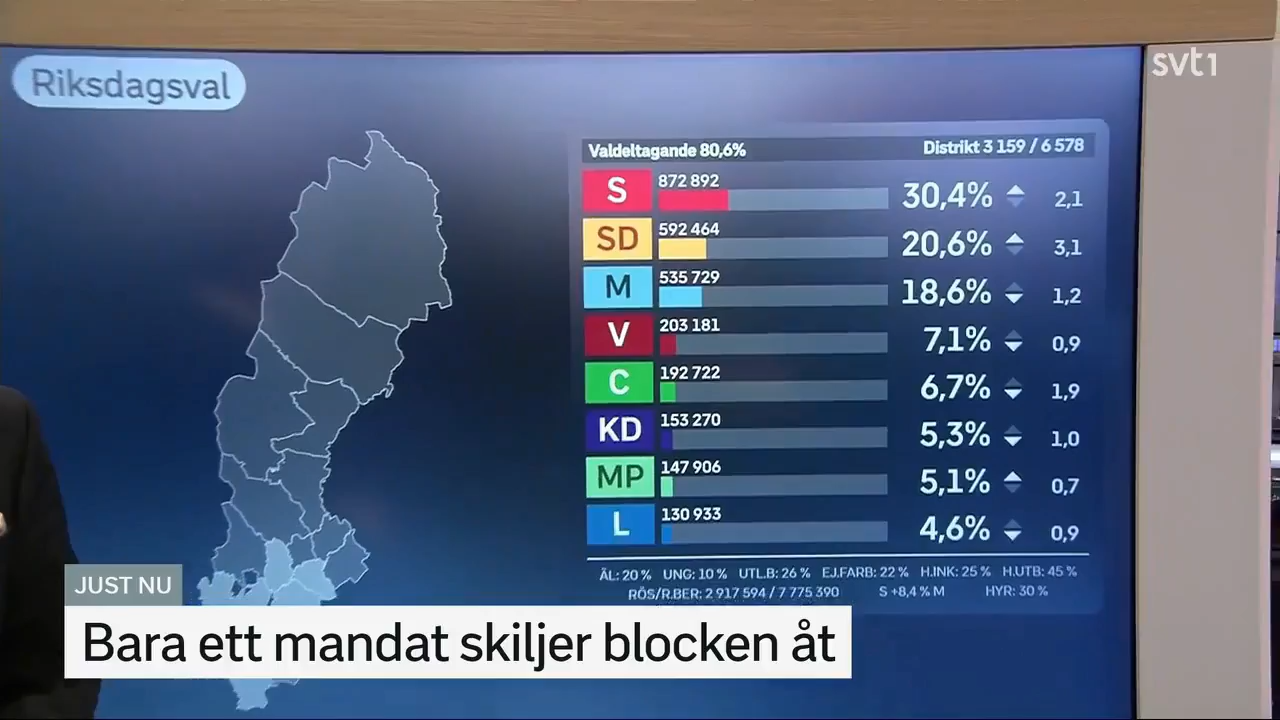 svt1
Riksdagsval
Valdeltagande 80,6% Distrikt 3 159 / 6 578
S 872 892 30,4% 2,1
SD 592 464 20,6% 3,1
M 535 729 18,6% 1,2
V 203 181 7,1% 0,9
C 192 722 6,7% 1,9
KD 153 270 5,3% 1,0
MP 147 906 5,1% 0,7
L 130 933 4,6% 0,9
ÄL: 20 % UNG: 10 % UTL.B: 26 % EJ.FARB: 22 % H.INK: 25 % H.UTB: 45 %
RÖS/R.BER: 2 917 594 / 7 775 390 S +8,4 % M HYR: 30 %
JUST NU
Bara ett mandat skiljer blocken åt